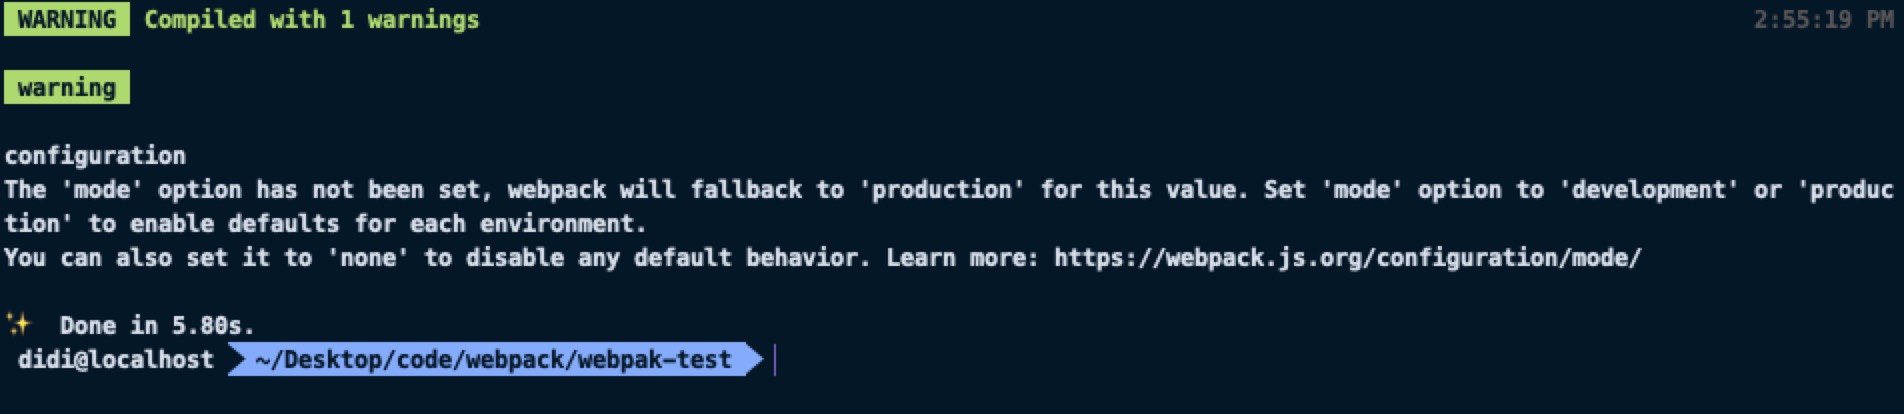 WARNING Compiled with 1 warnings 2:55:19 PM
warning
configuration
The 'mode' option has not been set, webpack will fallback to 'production' for this value. Set 'mode' option to 'development' or 'produc
tion' to enable defaults for each environment.
You can also set it to 'none' to disable any default behavior. Learn more: https://webpack.js.org/configuration/mode/
✨ Done in 5.80s.
didi@localhost ~/Desktop/code/webpack/webpak-test